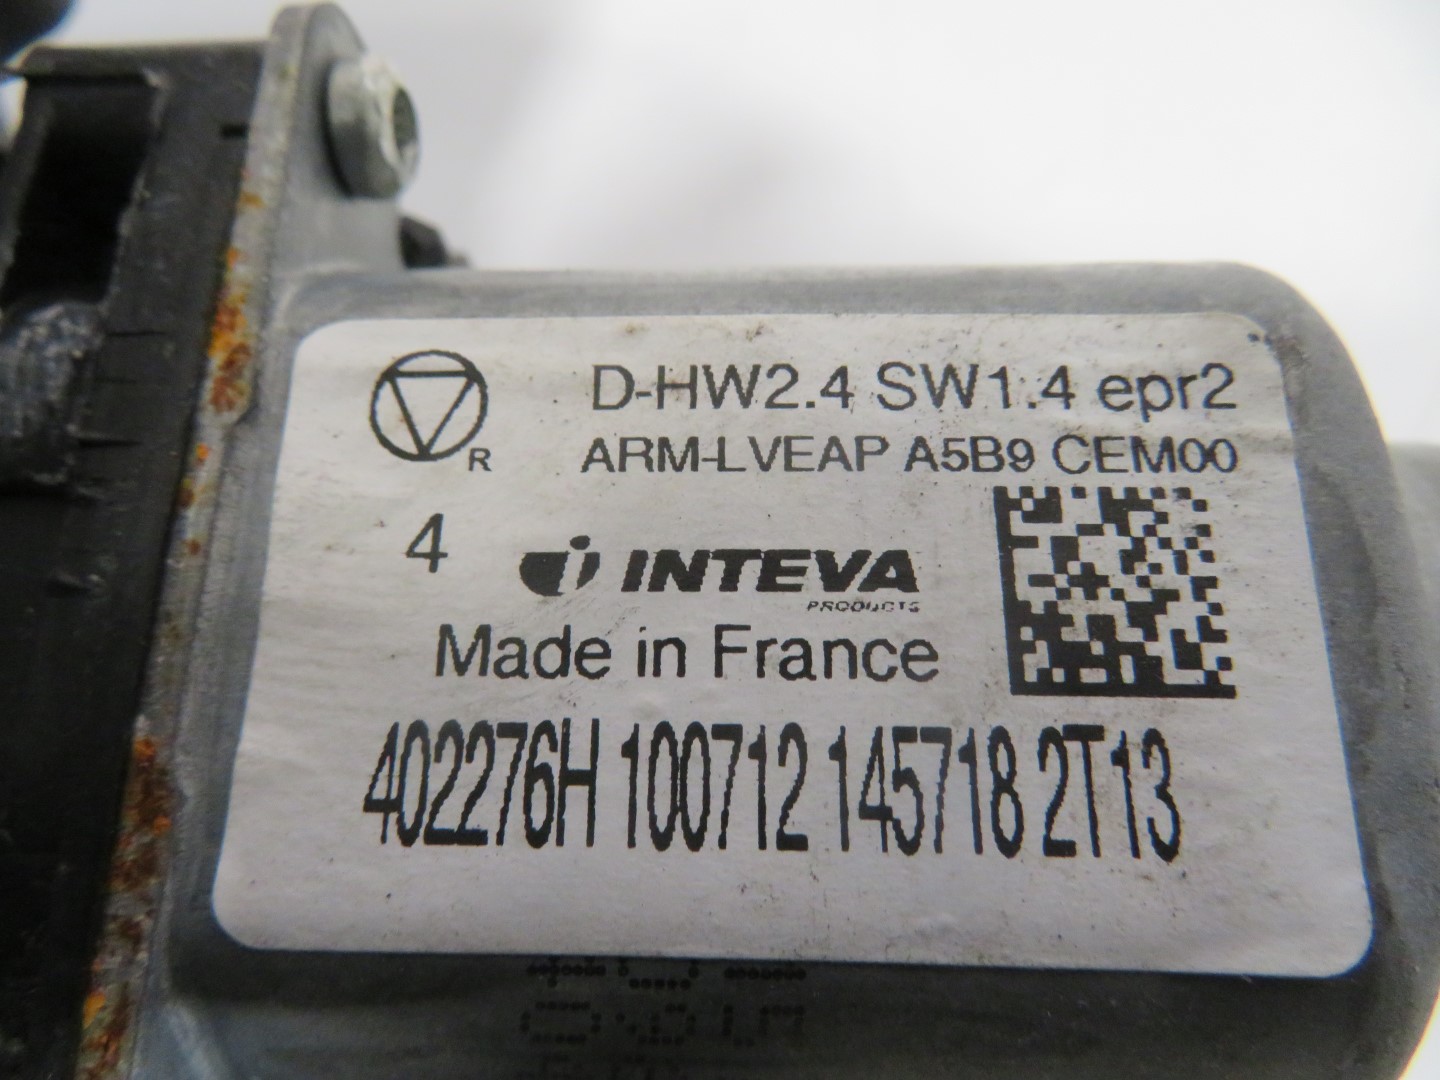 D-HW2.4 SW1.4 epr2
R
ARM-LVEAP A5B9 CEM00
4
INTEVA
PRODUCTS
Made in France
402276H 100712 145718 2T13